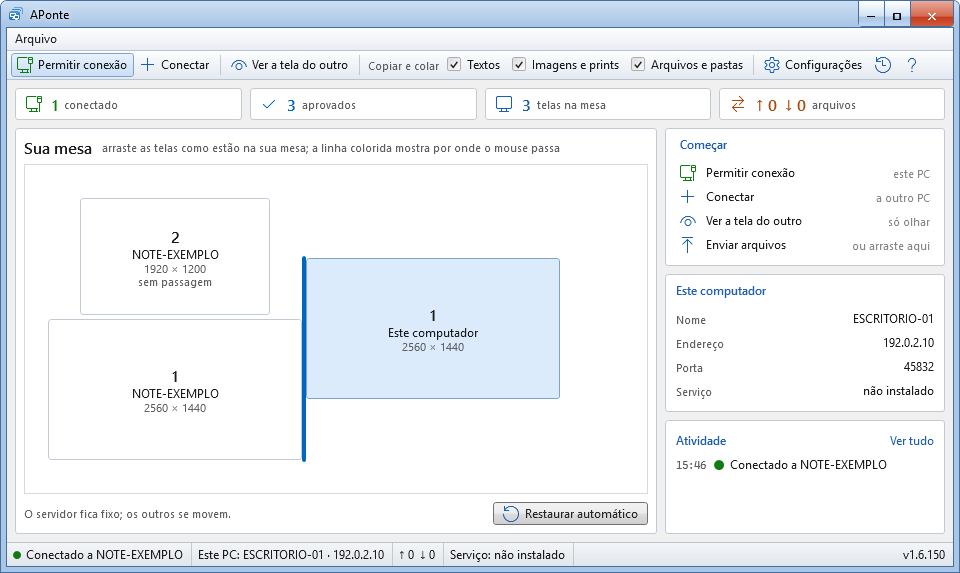 APonte
Arquivo
Permitir conexão
Conectar
Ver a tela do outro
Copiar e colar
Textos
Imagens e prints
Arquivos e pastas
Configurações
?
1 conectado
3 aprovados
3 telas na mesa
↑ 0 ↓ 0 arquivos
Sua mesa arraste as telas como estão na sua mesa; a linha colorida mostra por onde o mouse passa
2
NOTE-EXEMPLO
1920 × 1200
sem passagem
1
NOTE-EXEMPLO
2560 × 1440
1
Este computador
2560 × 1440
O servidor fica fixo; os outros se movem.
Restaurar automático
Começar
Permitir conexão este PC
Conectar a outro PC
Ver a tela do outro só olhar
Enviar arquivos ou arraste aqui
Este computador
Nome ESCRITORIO-01
Endereço 192.0.2.10
Porta 45832
Serviço não instalado
Atividade Ver tudo
15:46 Conectado a NOTE-EXEMPLO
Conectado a NOTE-EXEMPLO
Este PC: ESCRITORIO-01 · 192.0.2.10
↑ 0 ↓ 0
Serviço: não instalado
v1.6.150